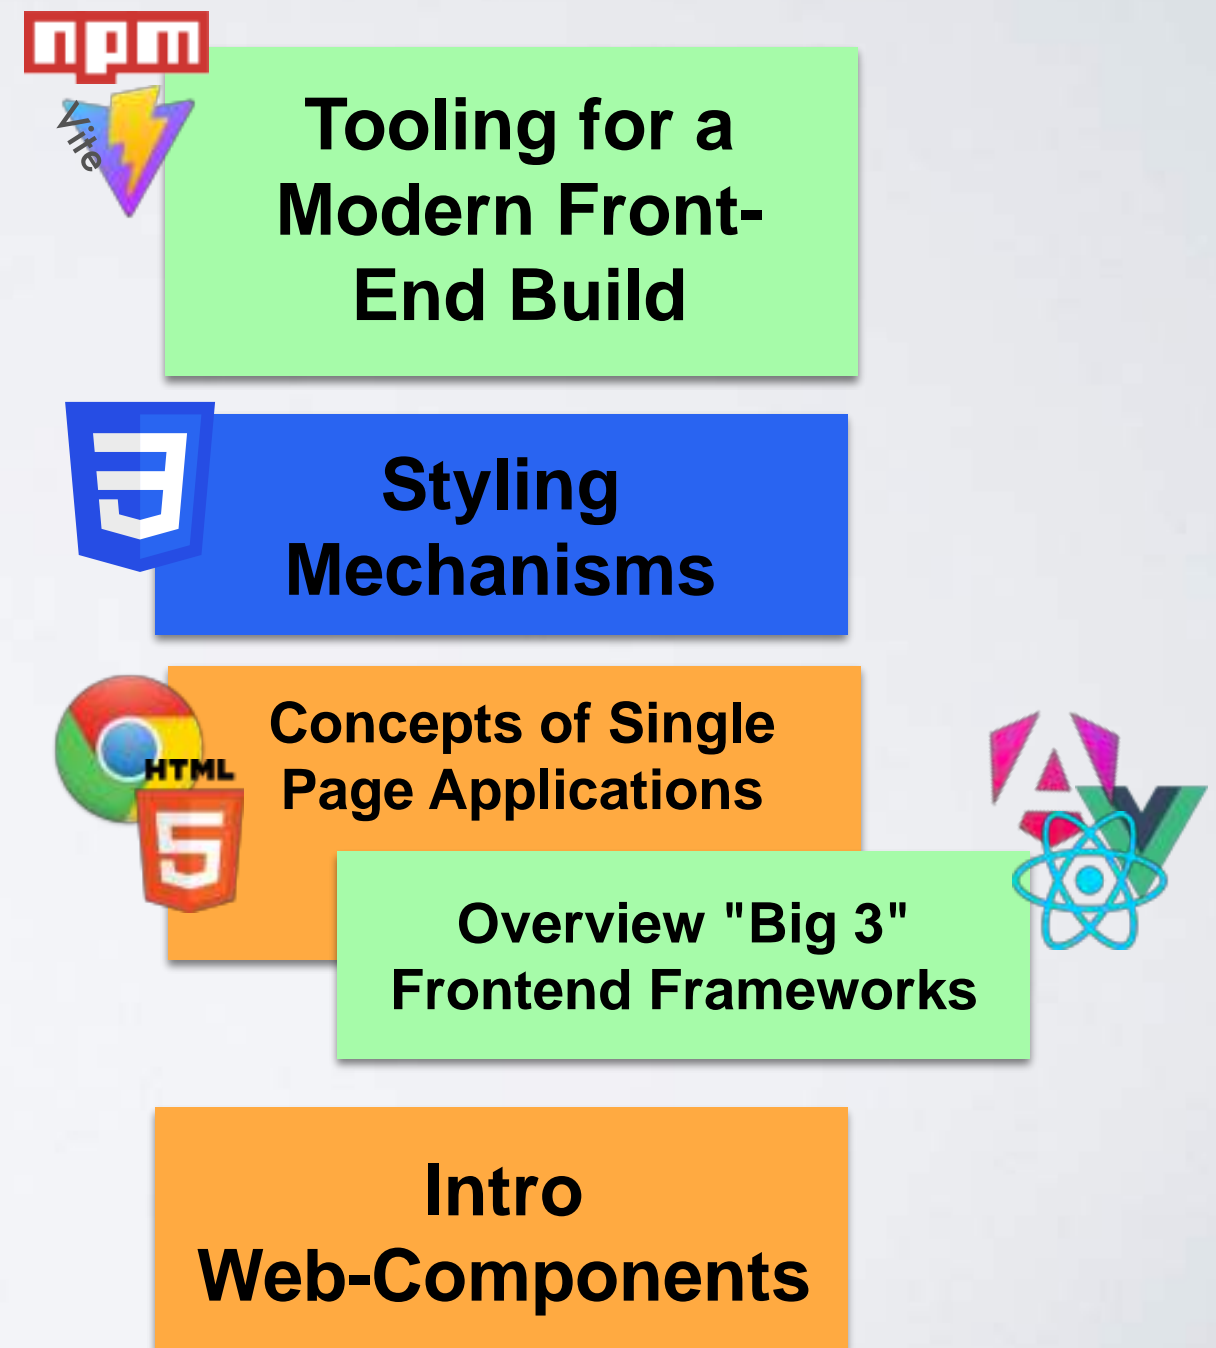 npm
Vite
Tooling for a
Modern Front-
End Build
Styling
Mechanisms
Concepts of Single
Page Applications
HTML
5
Overview "Big 3"
Frontend Frameworks
Intro
Web-Components